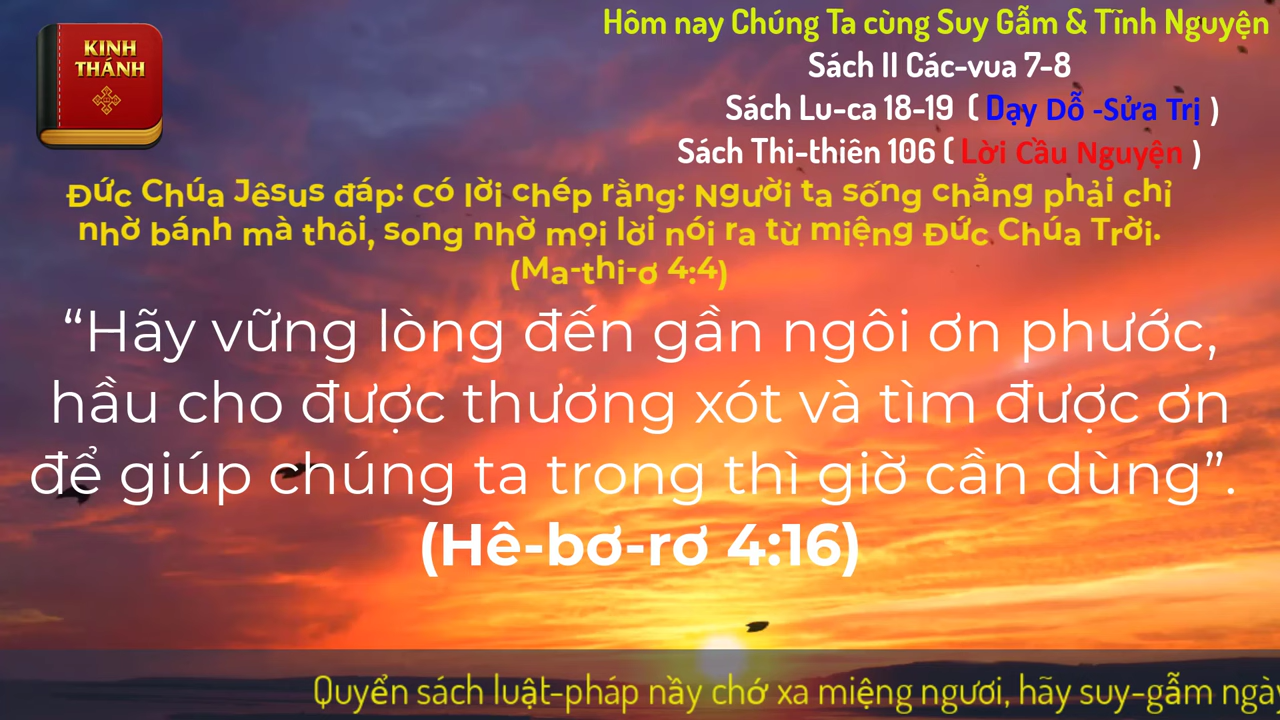 KINH
THÁNH
Hôm nay Chúng Ta cùng Suy Gẫm & Tĩnh Nguyện
Sách II Các-vua 7-8
Sách Lu-ca 18-19 ( Dạy Dỗ -Sửa Trị )
Sách Thi-thiên 106 ( Lời Cầu Nguyện )
Đức Chúa Jêsus đáp: Có lời chép rằng: Người ta sống chẳng phải chỉ
nhờ bánh mà thôi, song nhờ mọi lời nói ra từ miệng Đức Chúa Trời.
(Ma-thi-ơ 4:4)
“Hãy vững lòng đến gần ngôi ơn phước,
hầu cho được thương xót và tìm được ơn
để giúp chúng ta trong thì giờ cần dùng”.
(Hê-bơ-rơ 4:16)
Quyển sách luật-pháp nầy chớ xa miệng ngươi, hãy suy-gẫm ngày